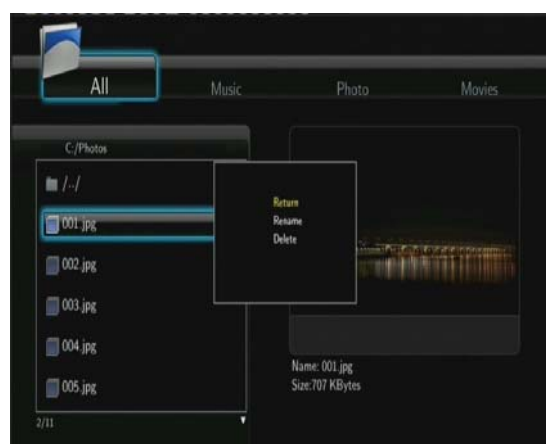 All
Music
Photo
Movies
C:/Photos
/../
001.jpg
002.jpg
003.jpg
004.jpg
005.jpg
2/11
Return
Rename
Delete
Name: 001.jpg
Size:707 KBytes